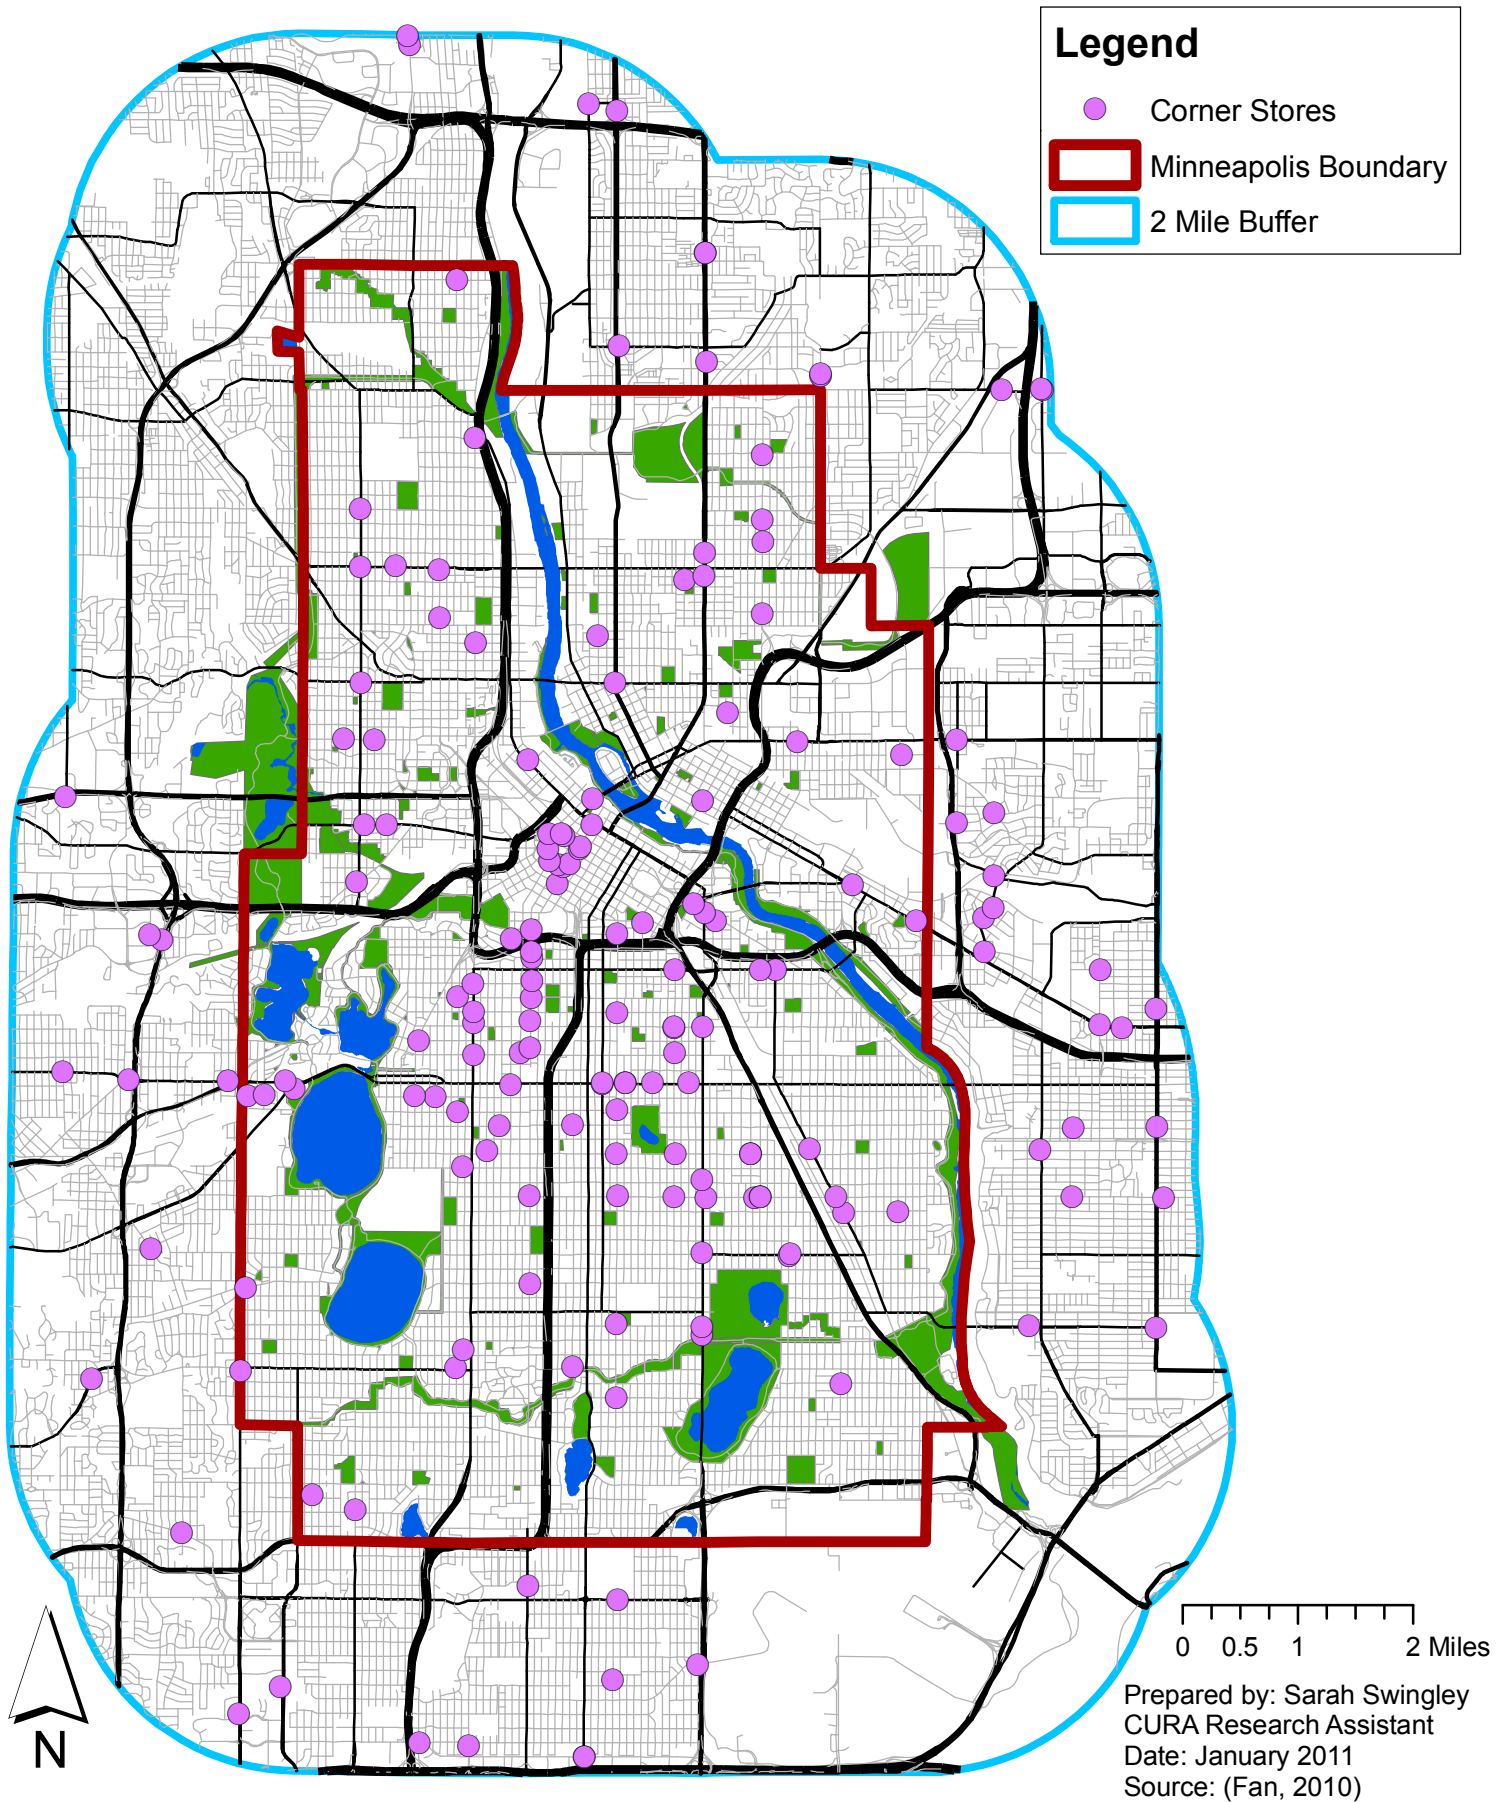 Legend
Corner Stores
Minneapolis Boundary
2 Mile Buffer
0 0.5 1 2 Miles
N
Prepared by: Sarah Swingley
CURA Research Assistant
Date: January 2011
Source: (Fan, 2010)